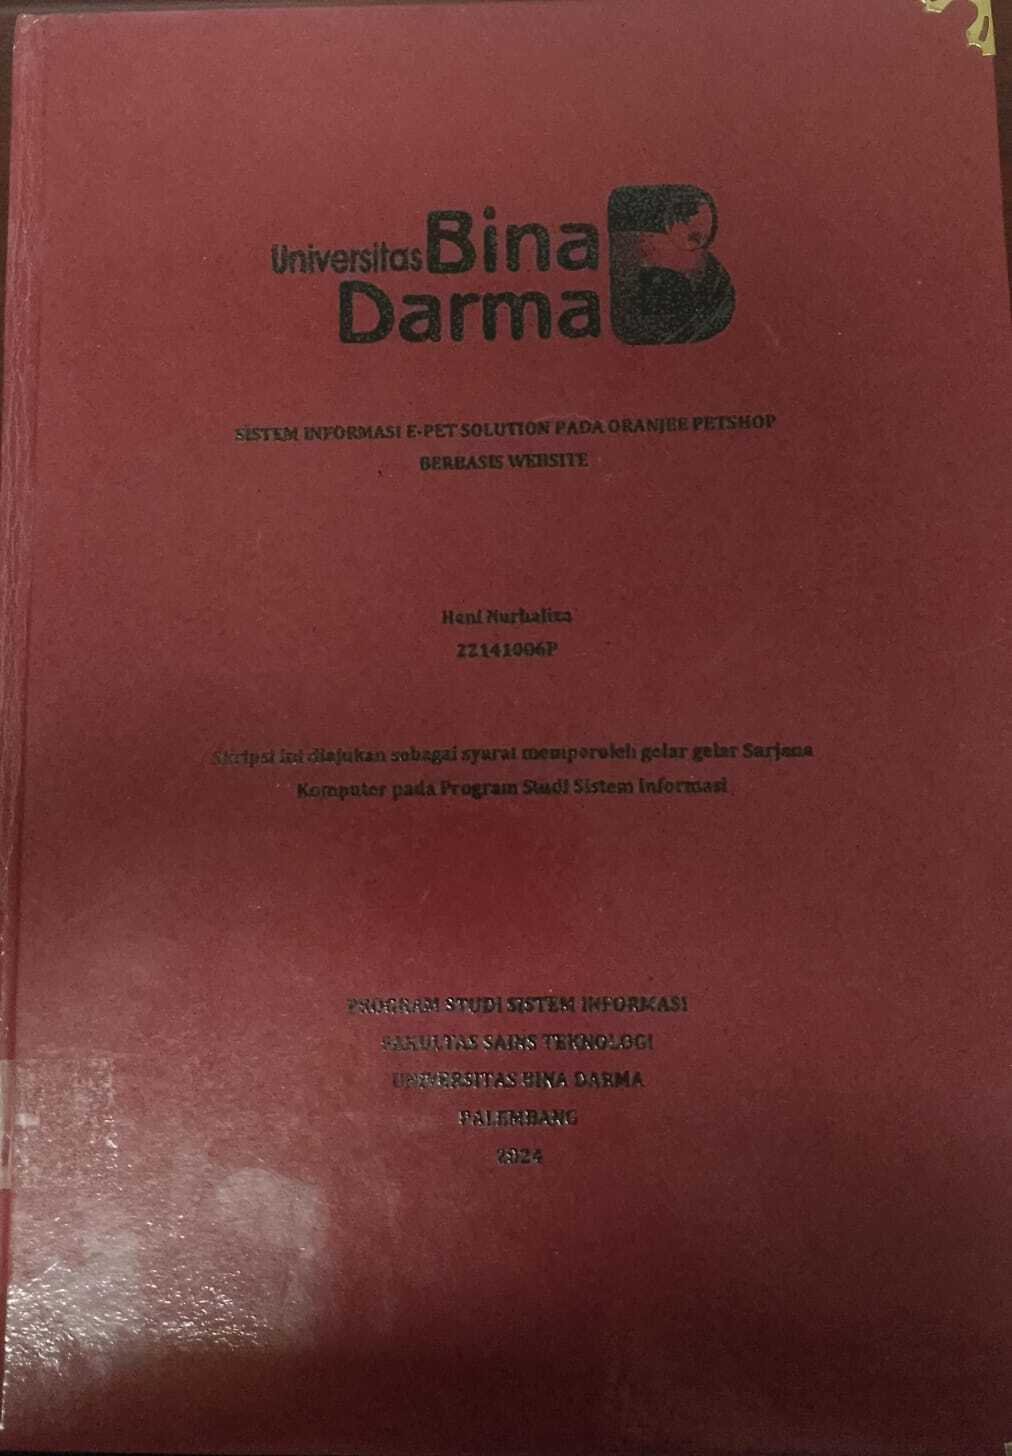 Universitas Bina
Darma
SISTEM INFORMASI E-PET SOLUTION PADA ORANJEE PETSHOP
BERBASIS WEBSITE
Heni Nurhaliza
22141006P
Skripsi ini diajukan sebagai syarat memperoleh gelar gelar Sarjana
Komputer pada Program Studi Sistem Informasi
PROGRAM STUDI SISTEM INFORMASI
FAKULTAS SAINS TEKNOLOGI
UNIVERSITAS BINA DARMA
PALEMBANG
2024